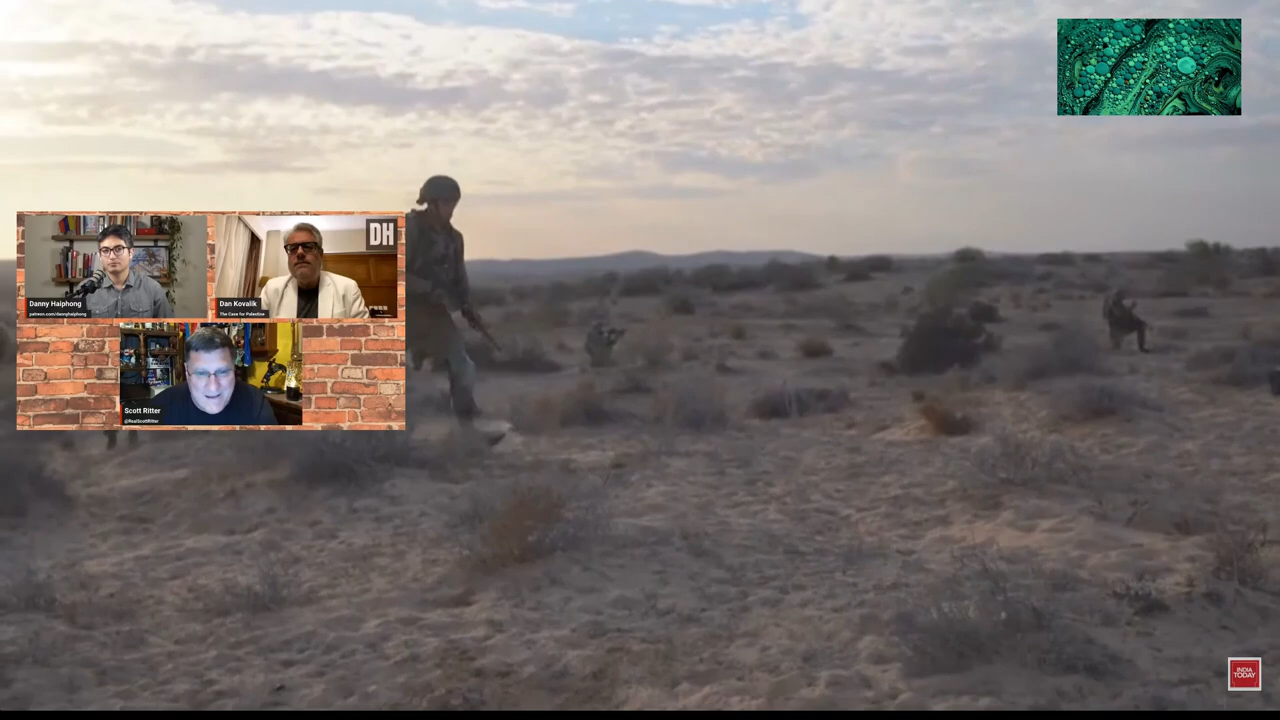 DH
Danny Haiphong
patreon.com/dannyhaiphong
Dan Kovalik
The Case for Palestine
Scott Ritter
@RealScottRitter
INDIA
TODAY